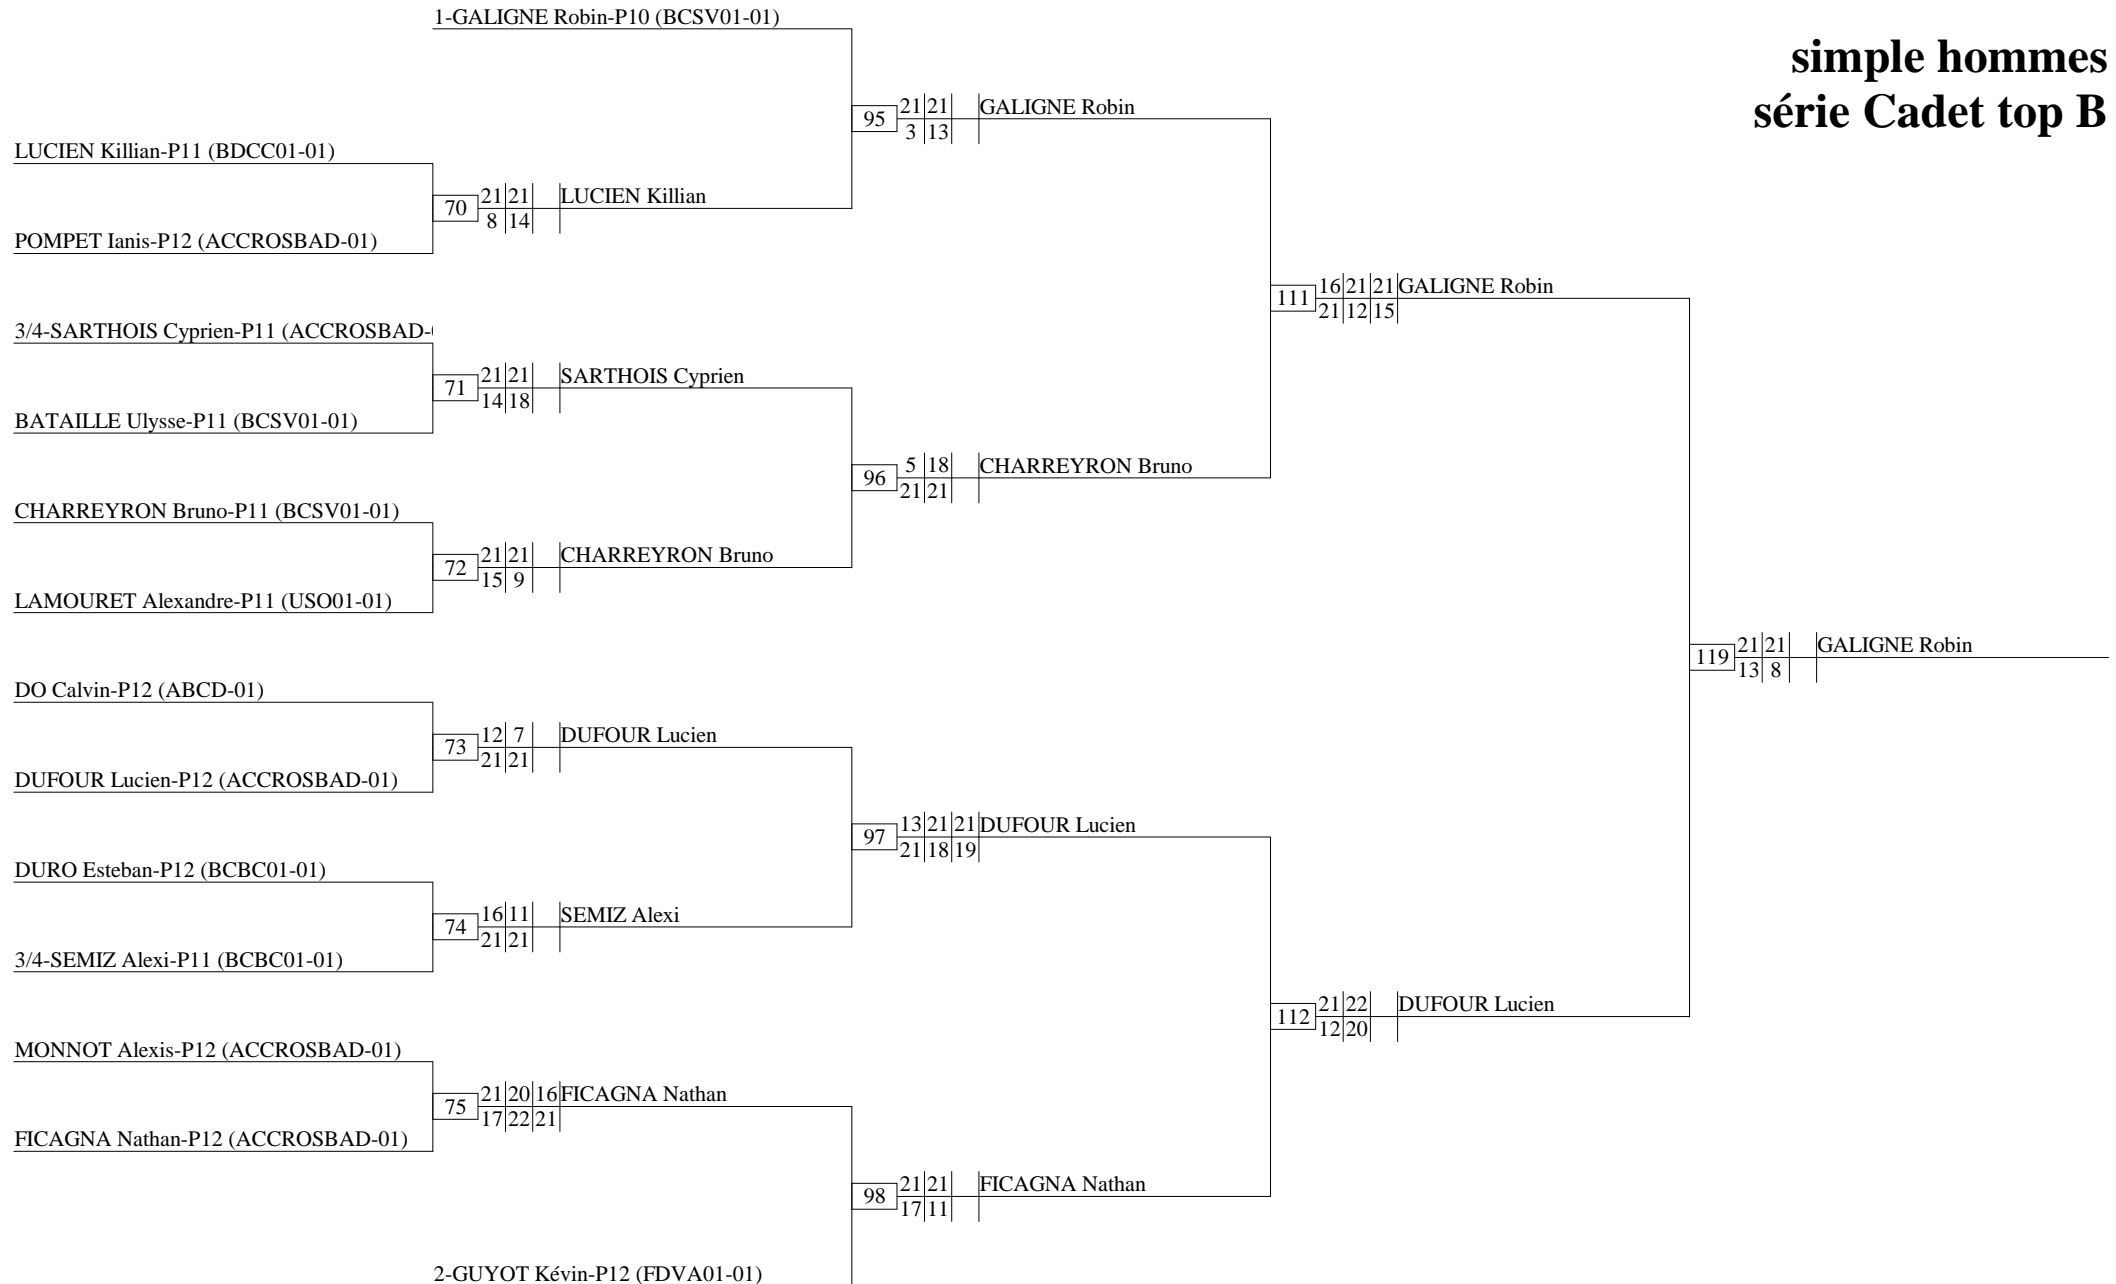 1-GALIGNE Robin-P10 (BCSV01-01)
simple hommes
série Cadet top B
21 21
95 GALIGNE Robin
3 13
LUCIEN Killian-P11 (BDCC01-01)
21 21
70 LUCIEN Killian
8 14
POMPET Ianis-P12 (ACCROSBAD-01)
16 21 21
111 GALIGNE Robin
21 12 15
3/4-SARTHOIS Cyprien-P11 (ACCROSBAD-(
21 21
71 SARTHOIS Cyprien
14 18
BATAILLE Ulysse-P11 (BCSV01-01)
5 18
96 CHARREYRON Bruno
21 21
CHARREYRON Bruno-P11 (BCSV01-01)
21 21
72 CHARREYRON Bruno
15 9
LAMOURET Alexandre-P11 (USO01-01)
21 21
119 GALIGNE Robin
13 8
DO Calvin-P12 (ABCD-01)
12 7
73 DUFOUR Lucien
21 21
DUFOUR Lucien-P12 (ACCROSBAD-01)
13 21 21
97 DUFOUR Lucien
21 18 19
DURO Esteban-P12 (BCBC01-01)
16 11
74 SEMIZ Alexi
21 21
3/4-SEMIZ Alexi-P11 (BCBC01-01)
21 22
112 DUFOUR Lucien
12 20
MONNOT Alexis-P12 (ACCROSBAD-01)
21 20 16
75 FICAGNA Nathan
17 22 21
FICAGNA Nathan-P12 (ACCROSBAD-01)
21 21
98 FICAGNA Nathan
17 11
2-GUYOT Kévin-P12 (FDVA01-01)